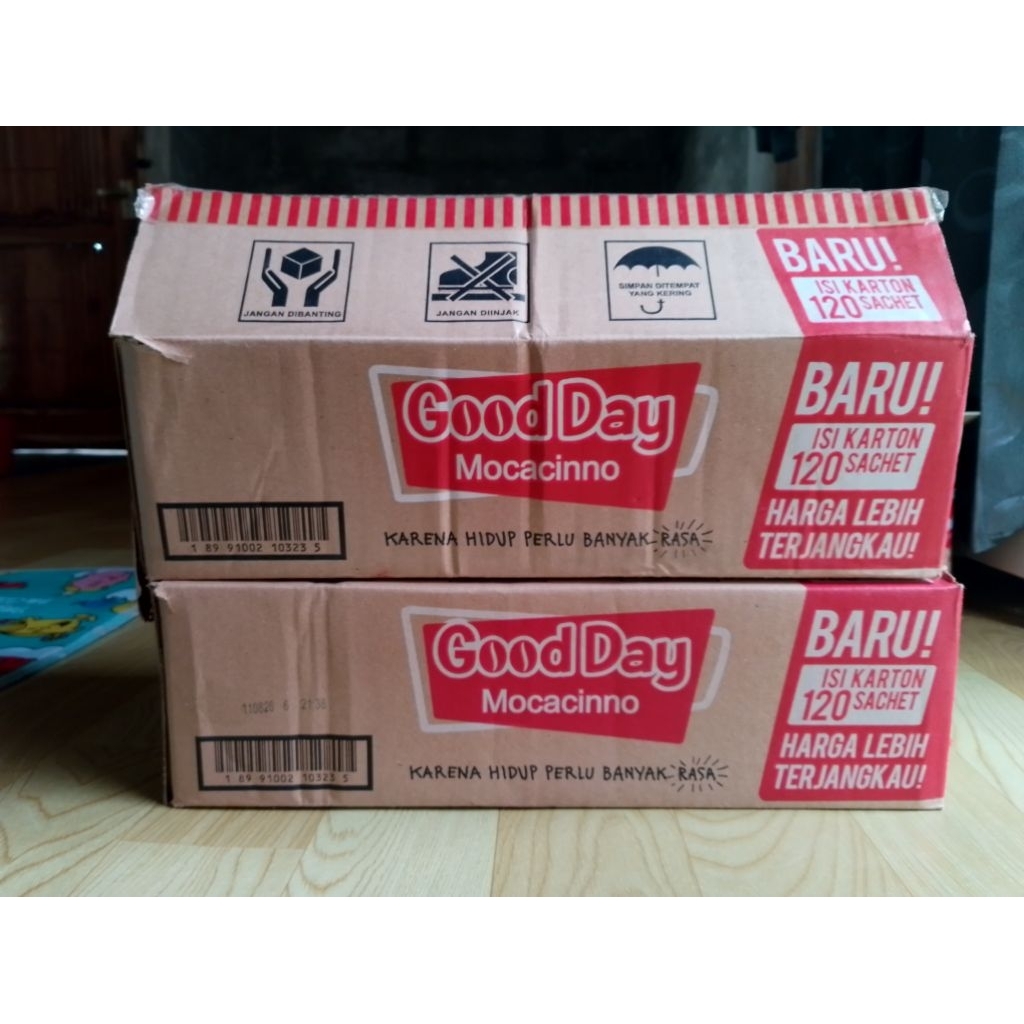 JANGAN DIBANTING
JANGAN DIINJAK
SIMPAN DITEMPAT
YANG KERING
BARU!
ISI KARTON
120 SACHET
Good Day
Mocacinno
KARENA HIDUP PERLU BANYAK RASA
1 89 91002 10323 5
BARU!
ISI KARTON
120 SACHET
HARGA LEBIH
TERJANGKAU!
Good Day
Mocacinno
KARENA HIDUP PERLU BANYAK RASA
1 89 91002 10323 5
BARU!
ISI KARTON
120 SACHET
HARGA LEBIH
TERJANGKAU!